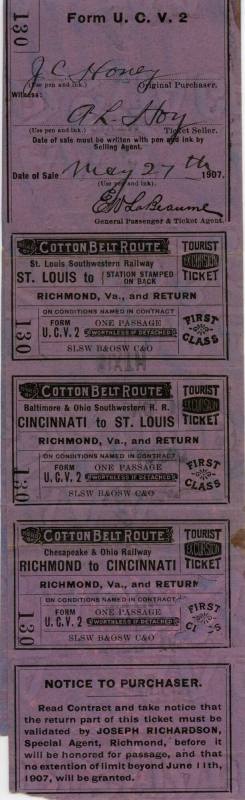 130
Form U. C. V. 2
J. C. Honey
(Use pen and ink.) Original Purchaser.
Witness:
A L Hoy
(Use pen and ink.) Ticket Seller.
Date of sale must be written with pen and ink by
Selling Agent.
Date of Sale May 27th 1907.
(Use pen and ink.)
EW LaBeaume
General Passenger & Ticket Agent.
COTTON BELT ROUTE
St. Louis Southwestern Railway
ST. LOUIS to { STATION STAMPED ON BACK
RICHMOND, Va., and RETURN
ON CONDITIONS NAMED IN CONTRACT
FORM ONE PASSAGE
U.C.V. 2 WORTHLESS IF DETACHED
SLSW B&OSW C&O
TOURIST
EXCURSION
TICKET
FIRST
CLASS
130
COTTON BELT ROUTE
Baltimore & Ohio Southwestern R. R.
CINCINNATI to ST. LOUIS
RICHMOND, Va., and RETURN
ON CONDITIONS NAMED IN CONTRACT
FORM ONE PASSAGE
U.C.V. 2 WORTHLESS IF DETACHED
SLSW B&OSW C&O
TOURIST
EXCURSION
TICKET
FIRST
CLASS
130
COTTON BELT ROUTE
Chesapeake & Ohio Railway
RICHMOND to CINCINNATI
RICHMOND, Va., and RETURN
ON CONDITIONS NAMED IN CONTRACT
FORM ONE PASSAGE
U.C.V. 2 WORTHLESS IF DETACHED
SLSW B&OSW C&O
TOURIST
EXCURSION
TICKET
FIRST
130
NOTICE TO PURCHASER.
Read Contract and take notice that
the return part of this ticket must be
validated by JOSEPH RICHARDSON,
Special Agent, Richmond, before it
will be honored for passage, and that
no extention of limit beyond June 11th,
1907, will be granted.